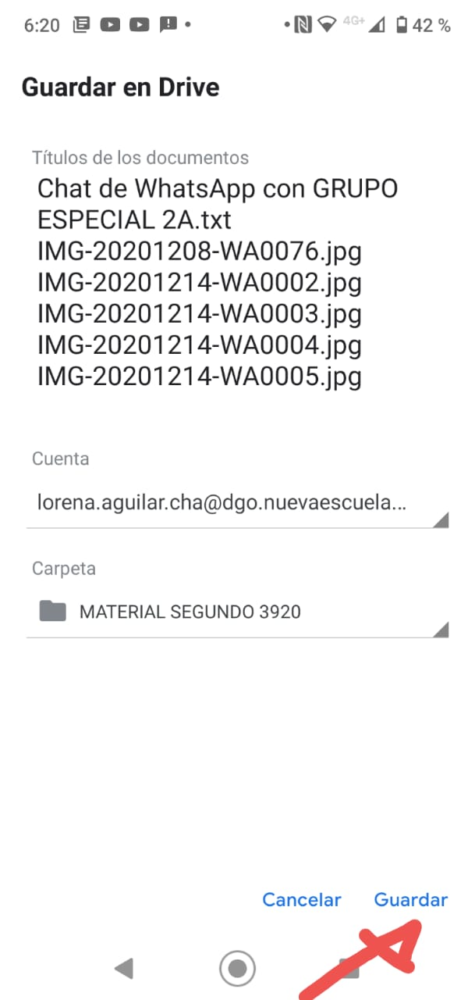 6:20
4G+
42 %
Guardar en Drive
Títulos de los documentos
Chat de WhatsApp con GRUPO
ESPECIAL 2A.txt
IMG-20201208-WA0076.jpg
IMG-20201214-WA0002.jpg
IMG-20201214-WA0003.jpg
IMG-20201214-WA0004.jpg
IMG-20201214-WA0005.jpg
Cuenta
lorena.aguilar.cha@dgo.nuevaescuela...
Carpeta
MATERIAL SEGUNDO 3920
Cancelar
Guardar